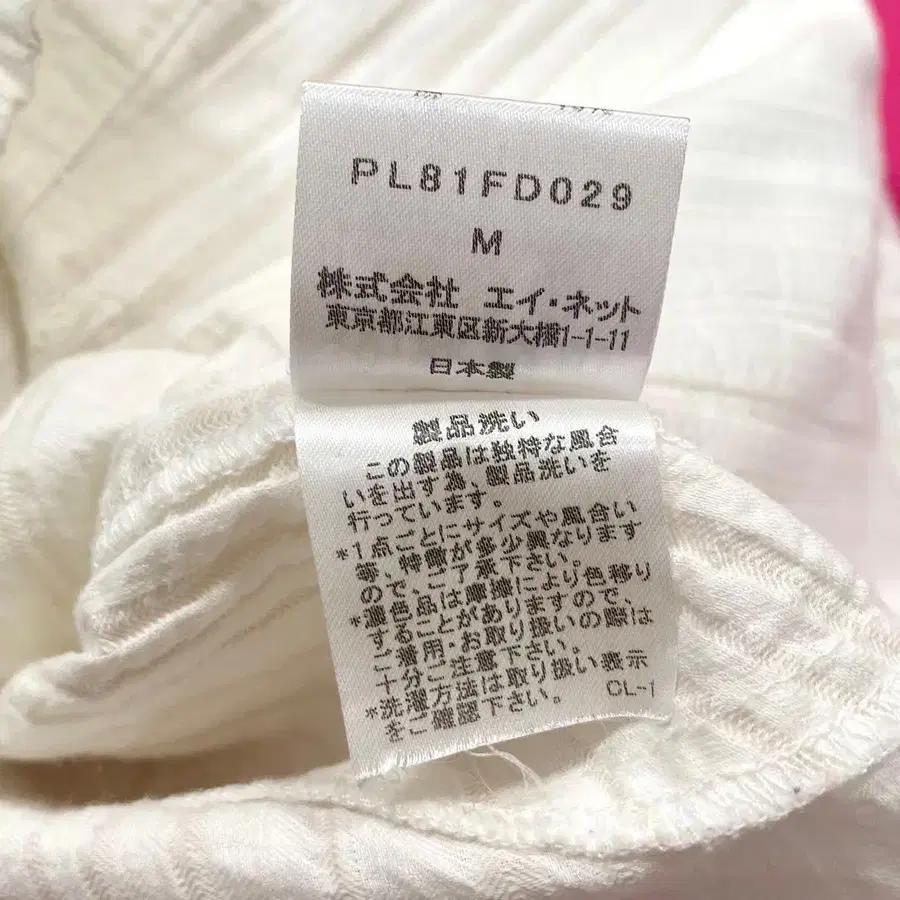 PL81FD029
M
株式会社 エイ・ネット
東京都江東区新大橋1-1-11
日本製
製品洗い
この製品は独特な風合
いを出す為、製品洗いを
行っています。
*1点ごとにサイズや風合い
等、特徴が多少異なります
ので、ご了承下さい。
*濃色品は摩擦により色移り
することがありますので、
ご着用・お取り扱いの際は
十分ご注意下さい。
*洗濯方法は取り扱い表示
をご確認下さい。 CL-1